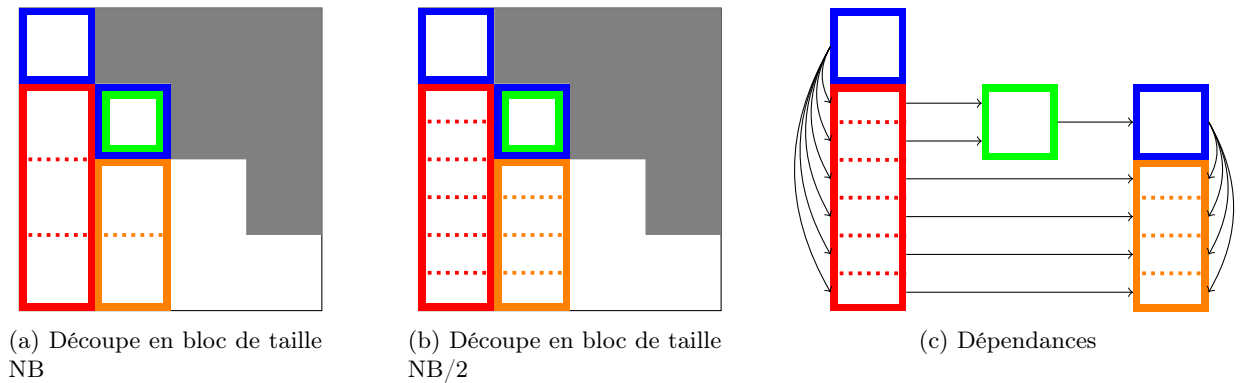 (a) Découpe en bloc de taille
NB
(b) Découpe en bloc de taille
NB/2
(c) Dépendances